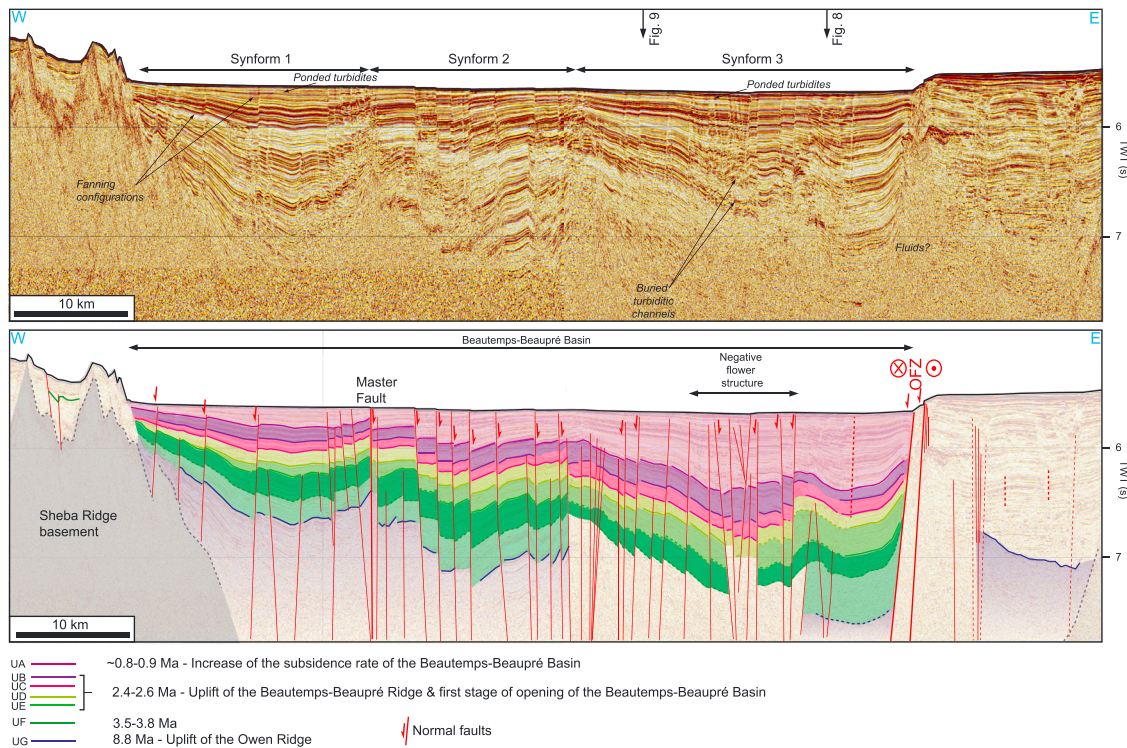 W
E
Fig. 9
Fig. 8
Synform 1
Synform 2
Synform 3
Ponded turbidites
Ponded turbidites
6
TWT (s)
Fanning
configurations
7
Fluids?
Buried
turbiditic
channels
10 km
W
E
Beautemps-Beaupré Basin
Negative
flower
structure
OFZ
Master
Fault
6
TWT (s)
Sheba Ridge
basement
7
10 km
UA ~0.8-0.9 Ma - Increase of the subsidence rate of the Beautemps-Beaupré Basin
UB
UC
UD
UE
2.4-2.6 Ma - Uplift of the Beautemps-Beaupré Ridge & first stage of opening of the Beautemps-Beaupré Basin
UF 3.5-3.8 Ma
UG 8.8 Ma - Uplift of the Owen Ridge
Normal faults